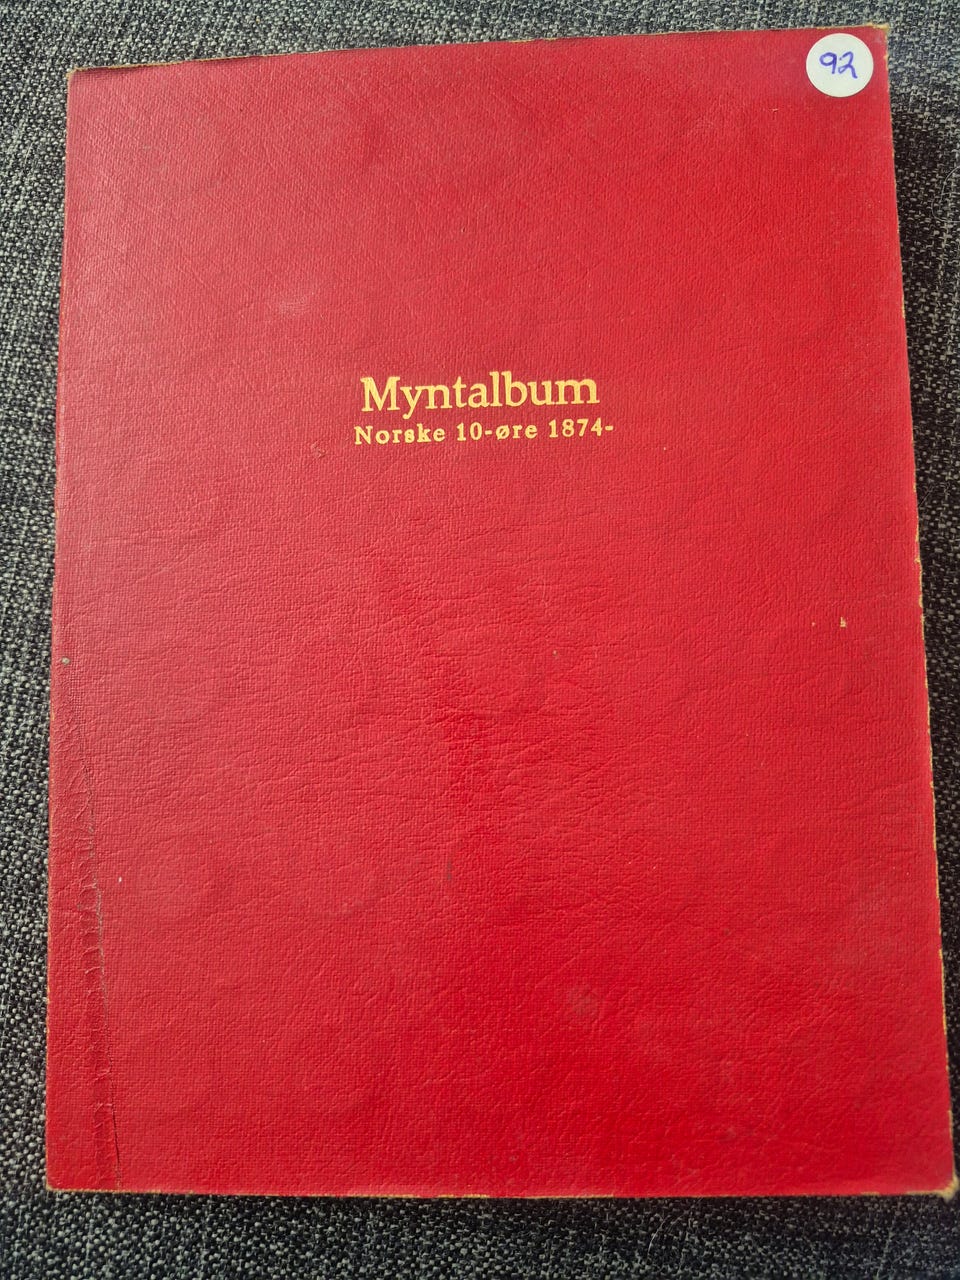 92
Myntalbum
Norske 10-øre 1874-